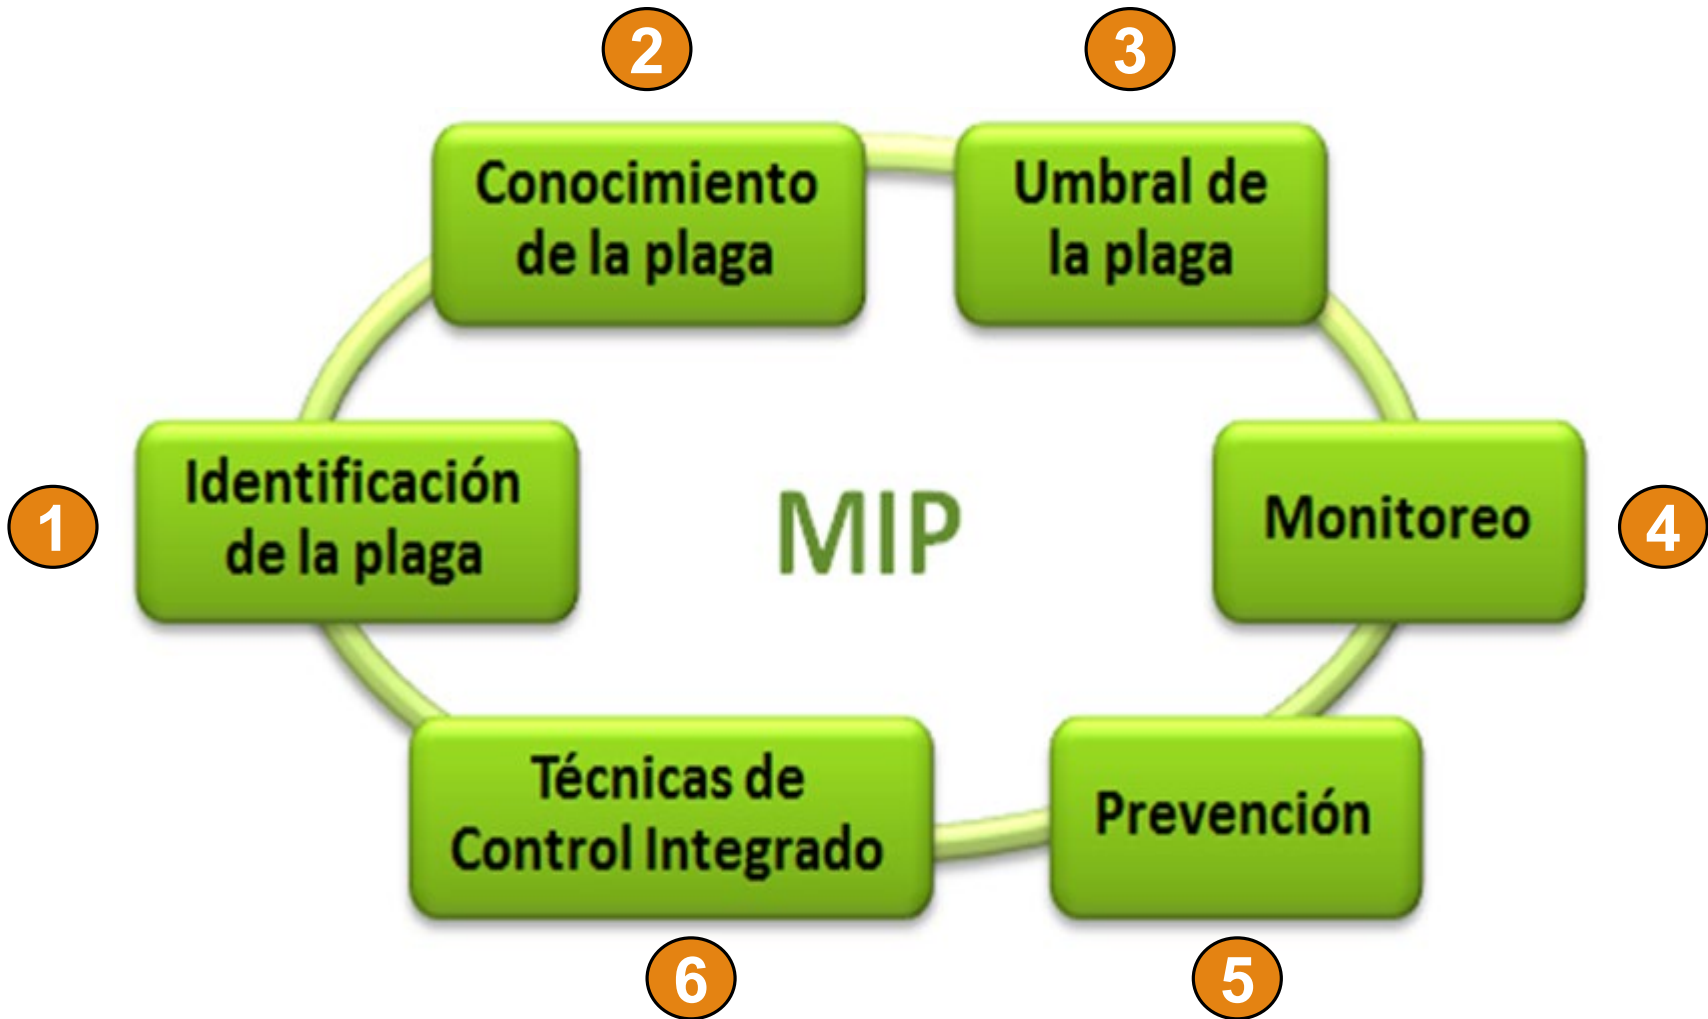 2
3
Conocimiento
de la plaga
Umbral de
la plaga
1
Identificación
de la plaga
MIP
Monitoreo
4
Técnicas de
Control Integrado
Prevención
6
5